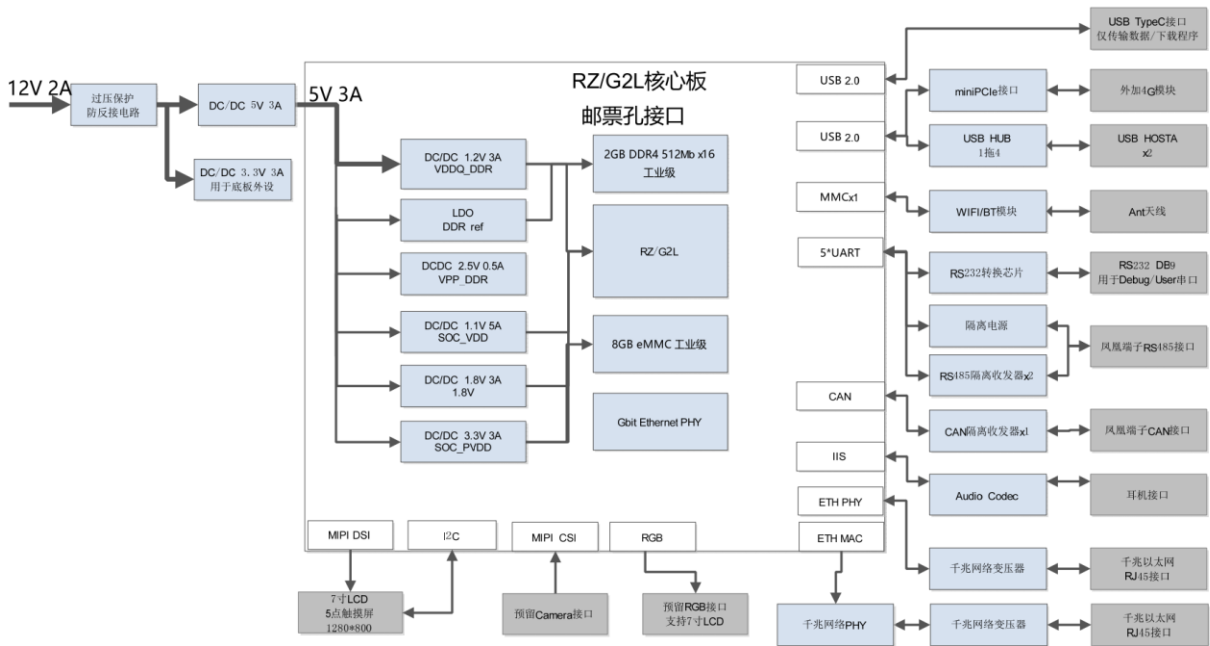 12V 2A
过压保护
防反接电路
DC/DC 5V 3A
DC/DC 3.3V 3A
用于底板外设
5V 3A
RZ/G2L核心板
邮票孔接口
DC/DC 1.2V 3A
VDDQ_DDR
LDO
DDR ref
DCDC 2.5V 0.5A
VPP_DDR
DC/DC 1.1V 5A
SOC_VDD
DC/DC 1.8V 3A
1.8V
DC/DC 3.3V 3A
SOC_PVDD
2GB DDR4 512Mb x16
工业级
RZ/G2L
8GB eMMC 工业级
Gbit Ethernet PHY
USB 2.0
USB 2.0
MMCx1
5*UART
CAN
IIS
ETH PHY
ETH MAC
MIPI DSI
I2C
MIPI CSI
RGB
7寸LCD
5点触摸屏
1280*800
预留Camera接口
预留RGB接口
支持7寸LCD
USB TypeC接口
仅传输数据/下载程序
miniPCIe接口
外加4G模块
USB HUB
1拖4
USB HOSTA
x2
WIFI/BT模块
Ant天线
RS232转换芯片
RS232 DB9
用于Debug/User串口
隔离电源
RS485隔离收发器x2
凤凰端子RS485接口
CAN隔离收发器x1
凤凰端子CAN接口
Audio Codec
耳机接口
千兆网络变压器
千兆以太网
RJ45接口
千兆网络PHY
千兆网络变压器
千兆以太网
RJ45接口